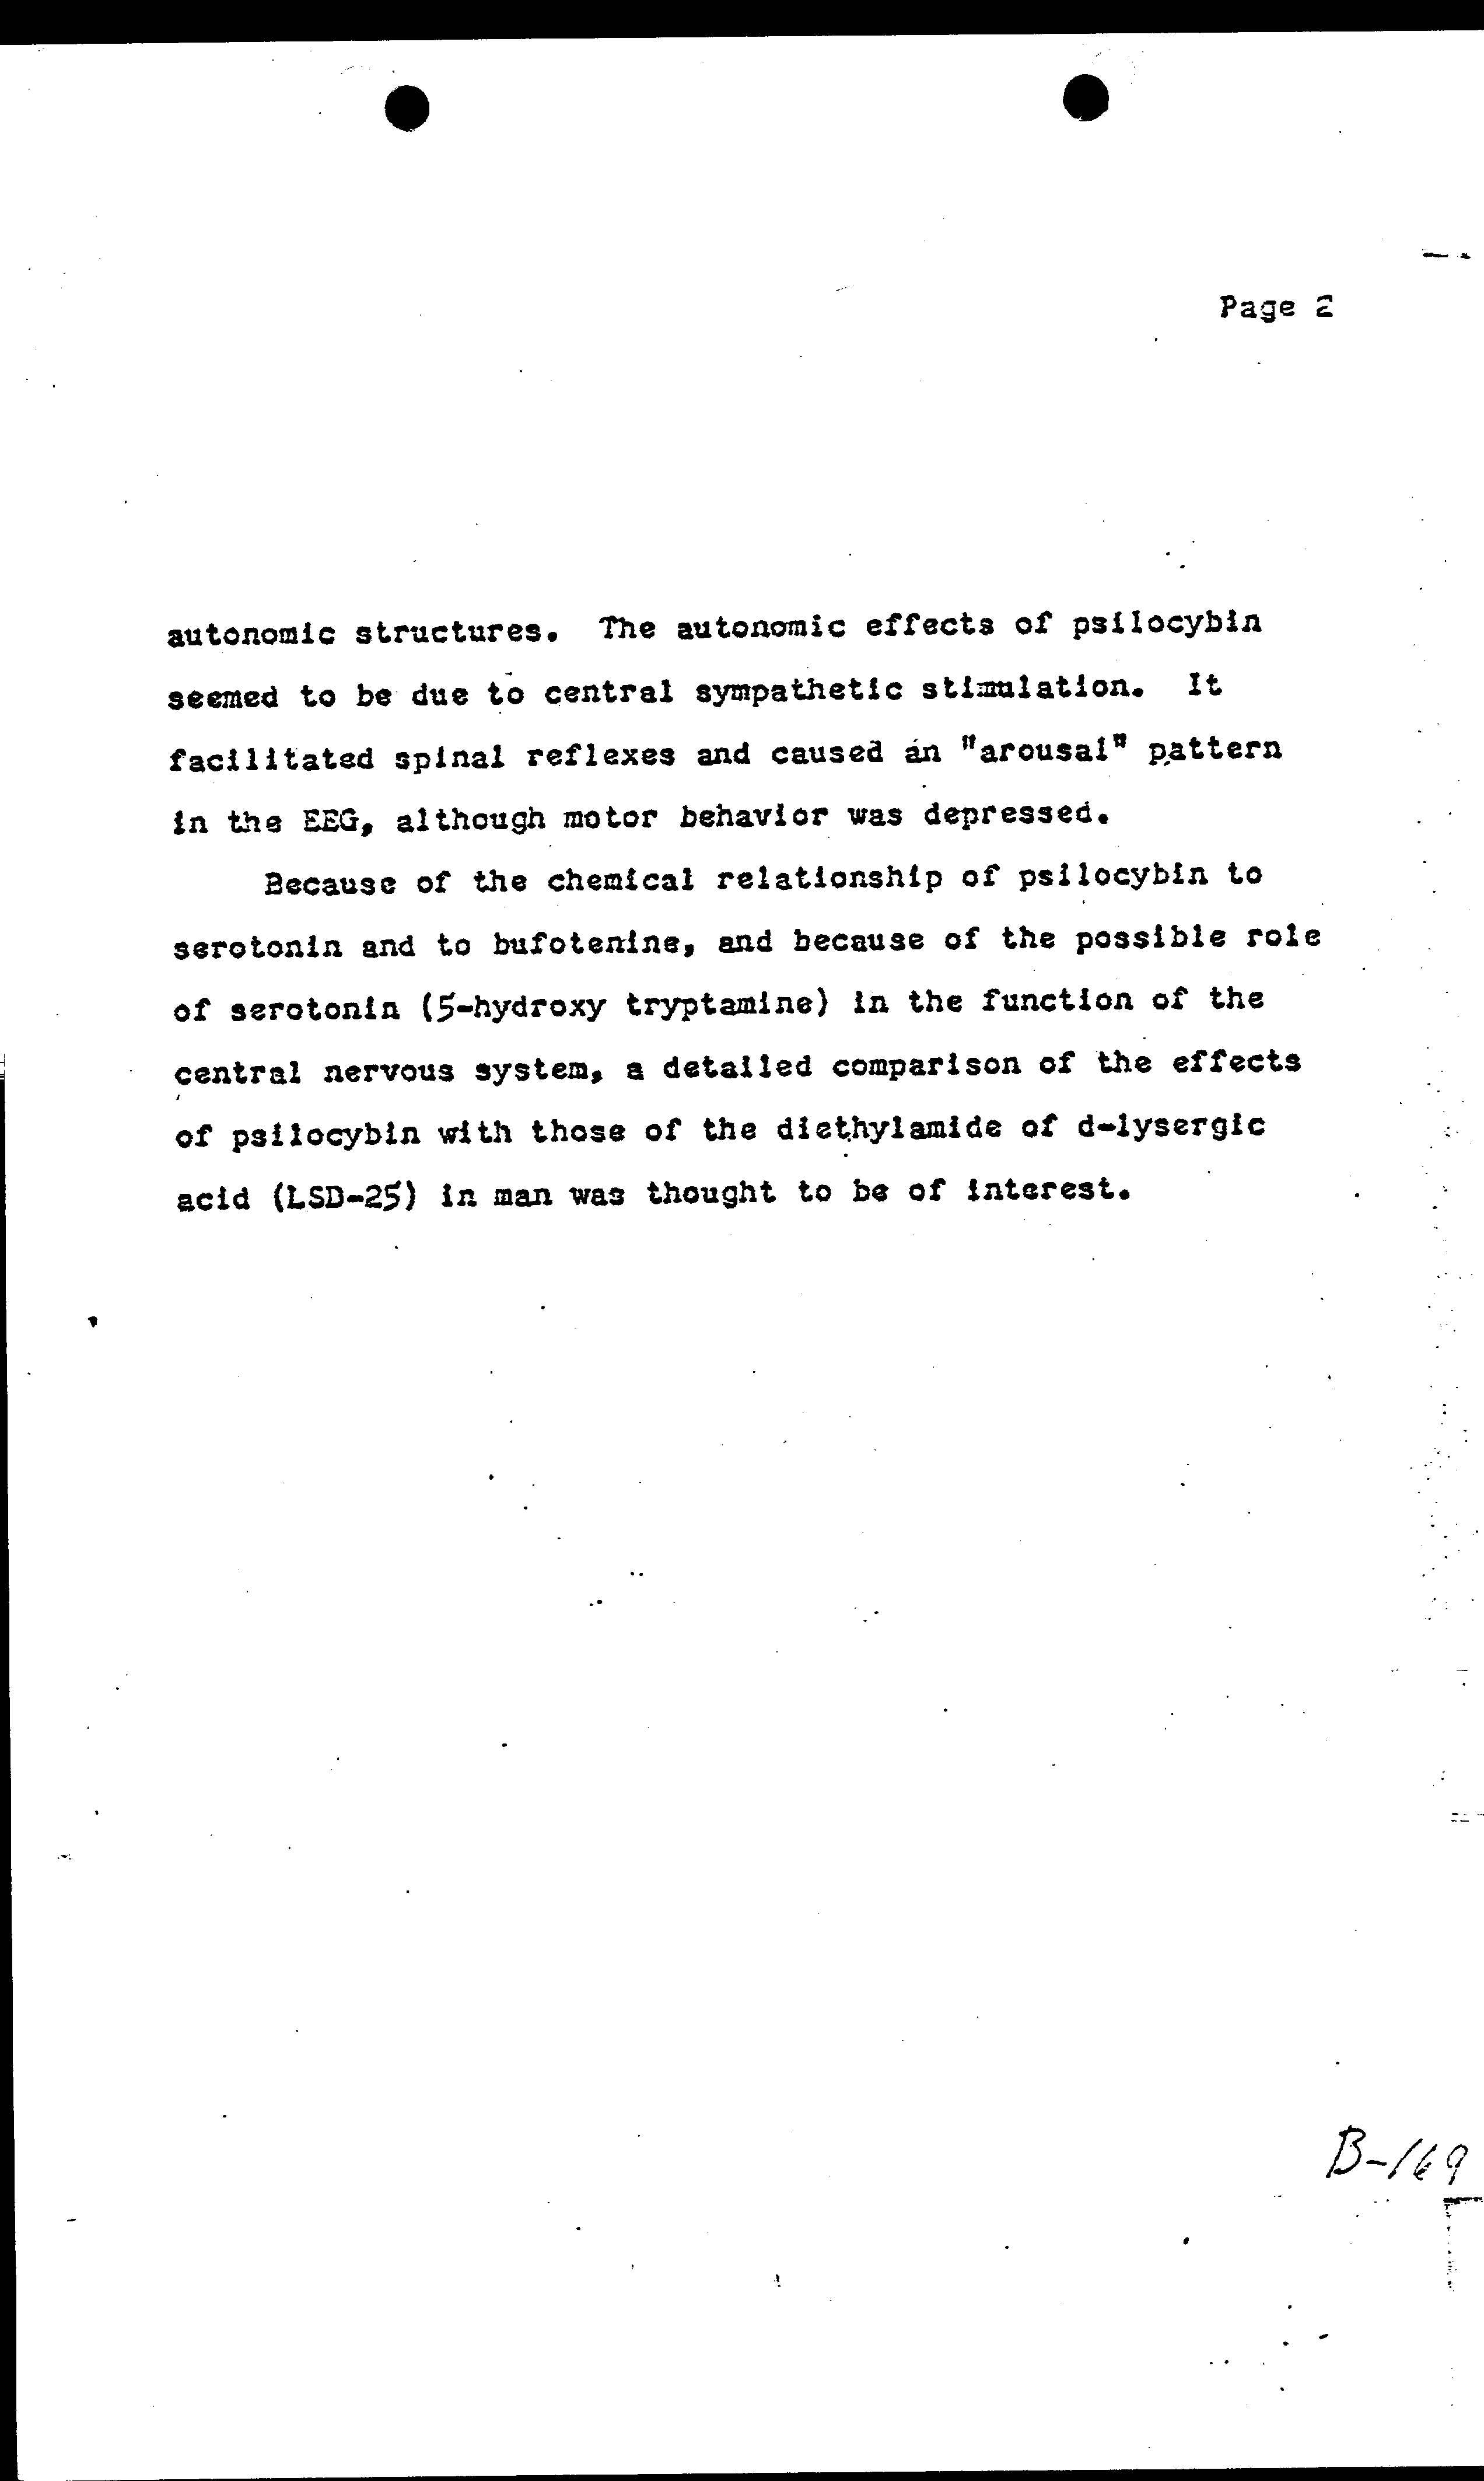 Page 2
autonomic structures. The autonomic effects of psilocybin
seemed to be due to central sympathetic stimulation. It
facilitated spinal reflexes and caused an "arousal" pattern
in the EEG, although motor behavior was depressed.
Because of the chemical relationship of psilocybin to
serotonin and to bufotenine, and because of the possible role
of serotonin (5-hydroxy tryptamine) in the function of the
central nervous system, a detailed comparison of the effects
of psilocybin with those of the diethylamide of d-lysergic
acid (LSD-25) in man was thought to be of interest.
B-169